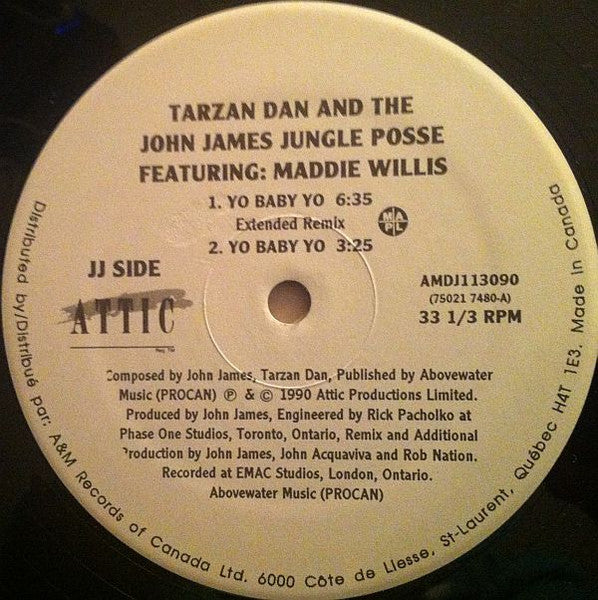 TARZAN DAN AND THE
JOHN JAMES JUNGLE POSSE
FEATURING: MADDIE WILLIS
1. YO BABY YO 6:35
Extended Remix
MAPL
2. YO BABY YO 3:25
JJ SIDE
ATTIC
AMDJ113090
(75021 7480-A)
33 1/3 RPM
Composed by John James, Tarzan Dan, Published by Abovewater
Music (PROCAN) ℗ & © 1990 Attic Productions Limited.
Produced by John James, Engineered by Rick Pacholko at
Phase One Studios, Toronto, Ontario, Remix and Additional
Production by John James, John Acquaviva and Rob Nation.
Recorded at EMAC Studios, London, Ontario.
Abovewater Music (PROCAN)
Distributed by/Distribué par: A&M Records of Canada Ltd. 6000 Côte de Liesse, St-Laurent, Québec H4T 1E3. Made In Canada